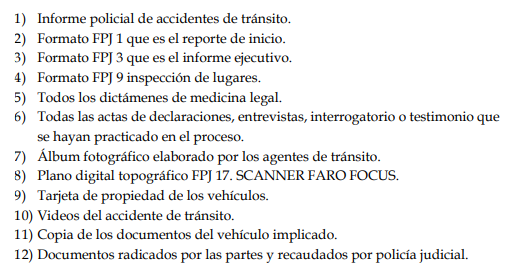 1) Informe policial de accidentes de tránsito.
2) Formato FPJ 1 que es el reporte de inicio.
3) Formato FPJ 3 que es el informe ejecutivo.
4) Formato FPJ 9 inspección de lugares.
5) Todos los dictámenes de medicina legal.
6) Todas las actas de declaraciones, entrevistas, interrogatorio o testimonio que
se hayan practicado en el proceso.
7) Álbum fotográfico elaborado por los agentes de tránsito.
8) Plano digital topográfico FPJ 17. SCANNER FARO FOCUS.
9) Tarjeta de propiedad de los vehículos.
10) Videos del accidente de tránsito.
11) Copia de los documentos del vehículo implicado.
12) Documentos radicados por las partes y recaudados por policía judicial.